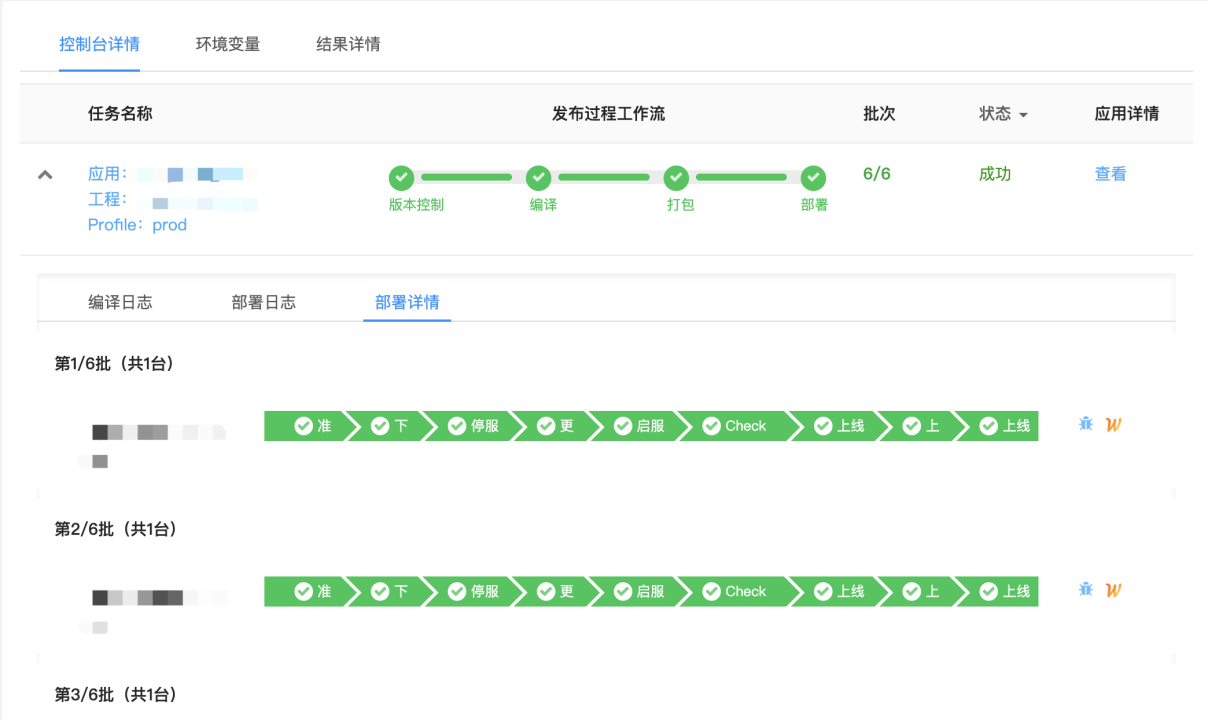 控制台详情 环境变量 结果详情
任务名称 发布过程工作流 批次 状态 应用详情
应用： 6/6 成功 查看
工程： 版本控制 编译 打包 部署
Profile：prod
编译日志 部署日志 部署详情
第1/6批（共1台）
准 下 停服 更 启服 Check 上线 上 上线
第2/6批（共1台）
准 下 停服 更 启服 Check 上线 上 上线
第3/6批（共1台）